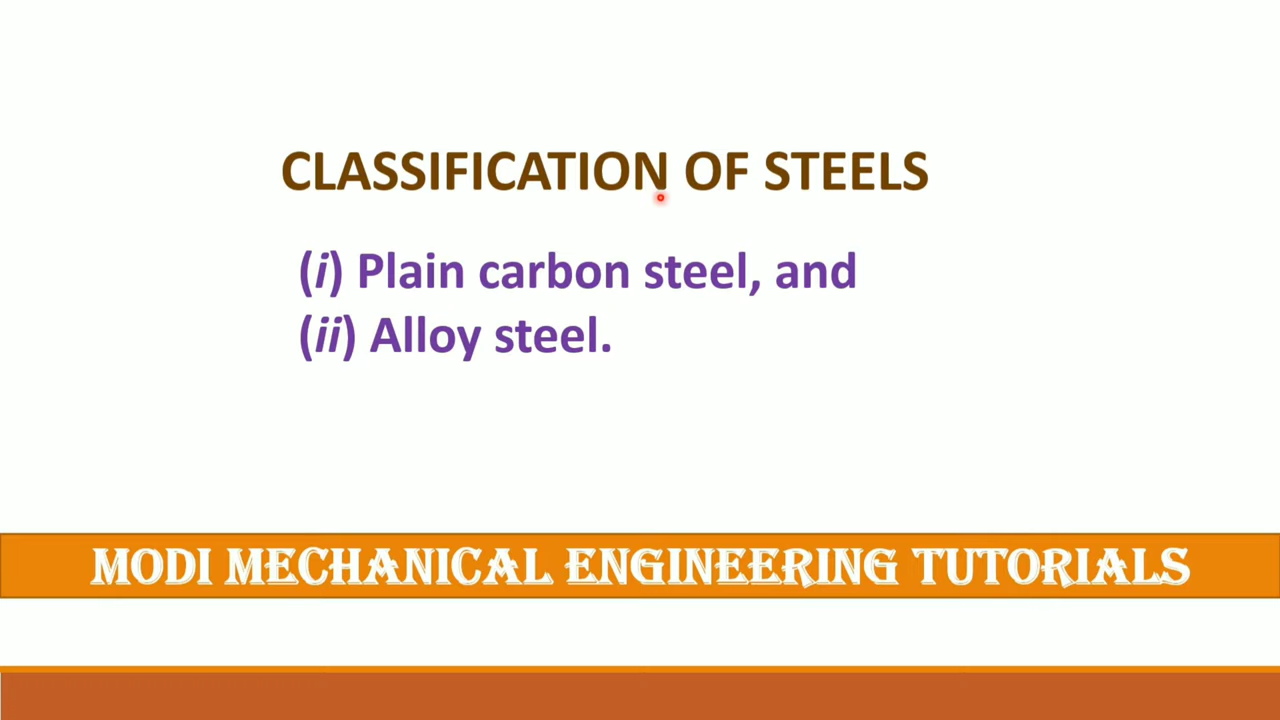 CLASSIFICATION OF STEELS
(i) Plain carbon steel, and
(ii) Alloy steel.
MODI MECHANICAL ENGINEERING TUTORIALS